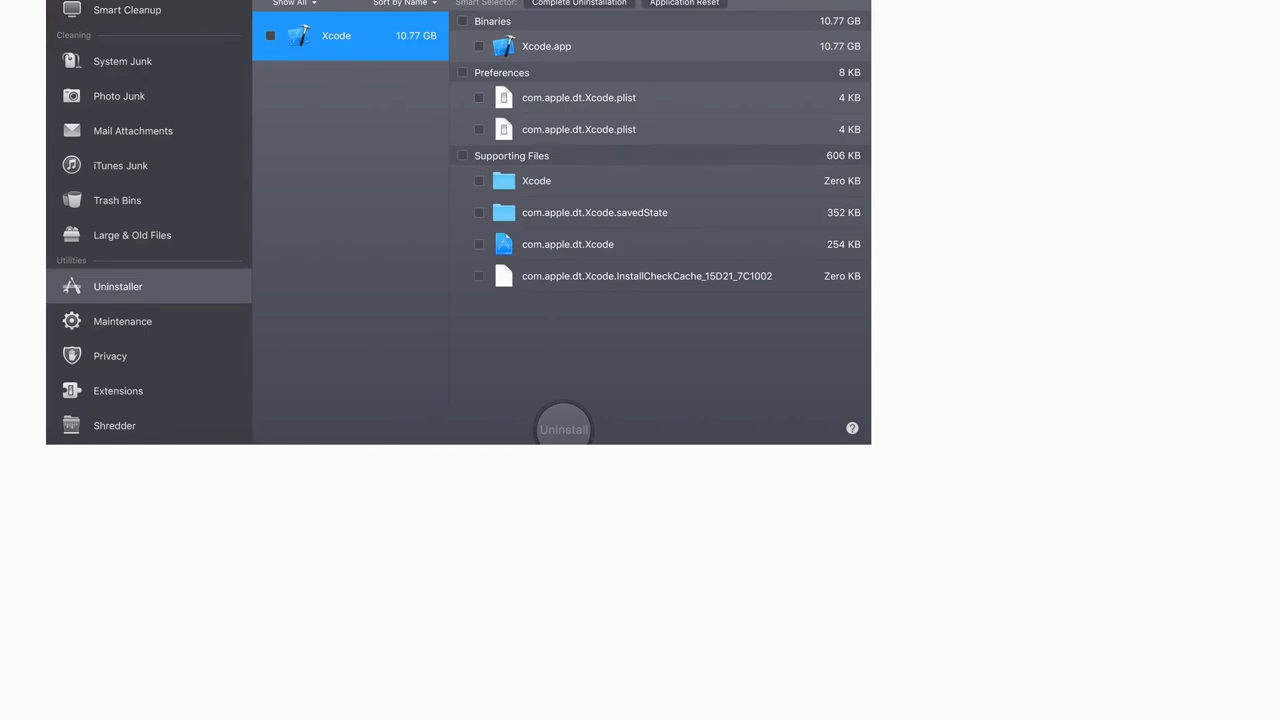 Smart Cleanup
Cleaning
System Junk
Photo Junk
Mail Attachments
iTunes Junk
Trash Bins
Large & Old Files
Utilities
Uninstaller
Maintenance
Privacy
Extensions
Shredder
Show All Sort by Name
Xcode 10.77 GB
Smart Selector: Complete Uninstallation Application Reset
Binaries 10.77 GB
Xcode.app 10.77 GB
Preferences 8 KB
com.apple.dt.Xcode.plist 4 KB
com.apple.dt.Xcode.plist 4 KB
Supporting Files 606 KB
Xcode Zero KB
com.apple.dt.Xcode.savedState 352 KB
com.apple.dt.Xcode 254 KB
com.apple.dt.Xcode.InstallCheckCache_15D21_7C1002 Zero KB
Uninstall
?